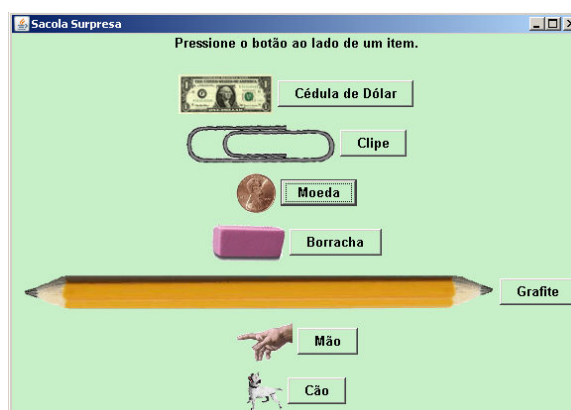 Sacola Surpresa
Pressione o botão ao lado de um item.
Cédula de Dólar
Clipe
Moeda
Borracha
Grafite
Mão
Cão